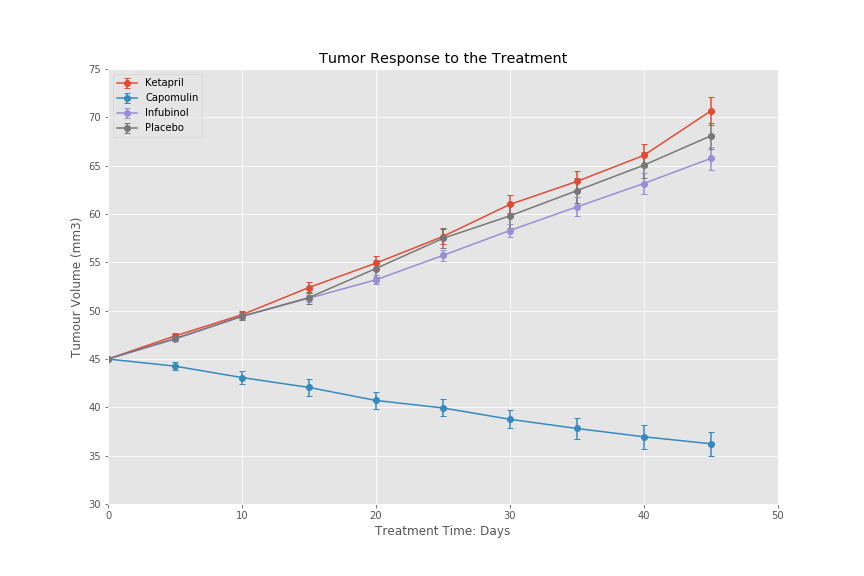 Tumor Response to the Treatment
Ketapril
Capomulin
Infubinol
Placebo
Tumour Volume (mm3)
75
70
65
60
55
50
45
40
35
30
0 10 20 30 40 50
Treatment Time: Days